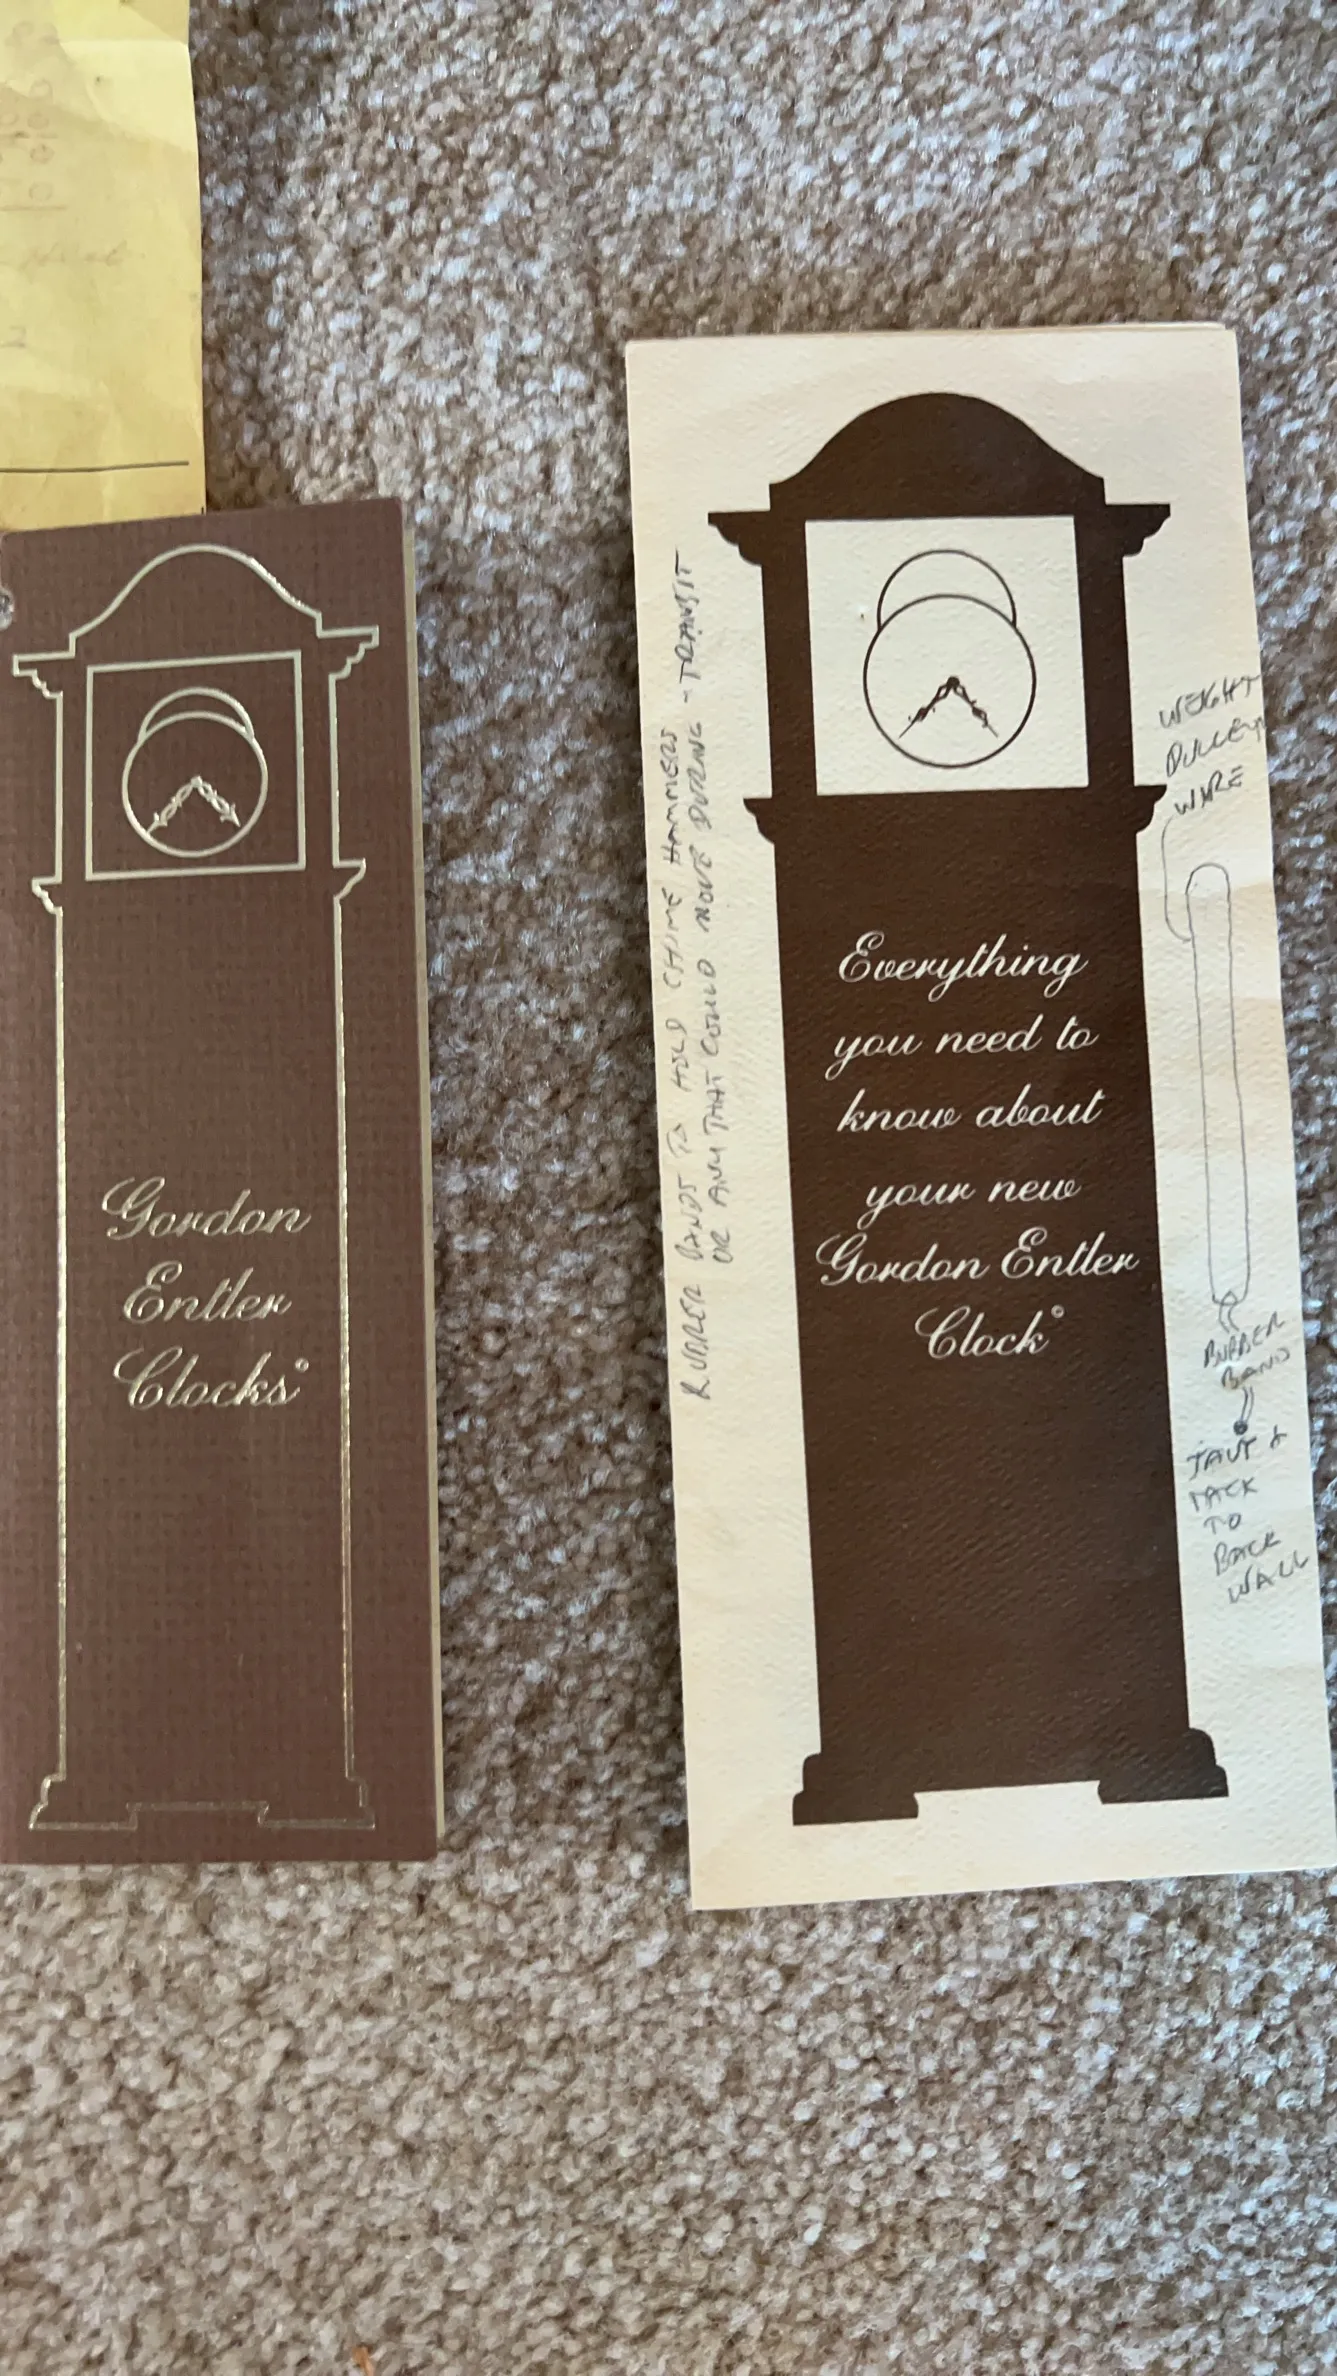 Gordon
Entler
Clocks
Everything
you need to
know about
your new
Gordon Entler
Clock
RUBBER BANDS TO HOLD CHIME HAMMERS
OR ANY THAT COULD MOVE DURING - TRANSIT
WEIGHT
PULLEY
WIRE
RUBBER
BAND
TAUT &
TACK
TO
BACK
WALL